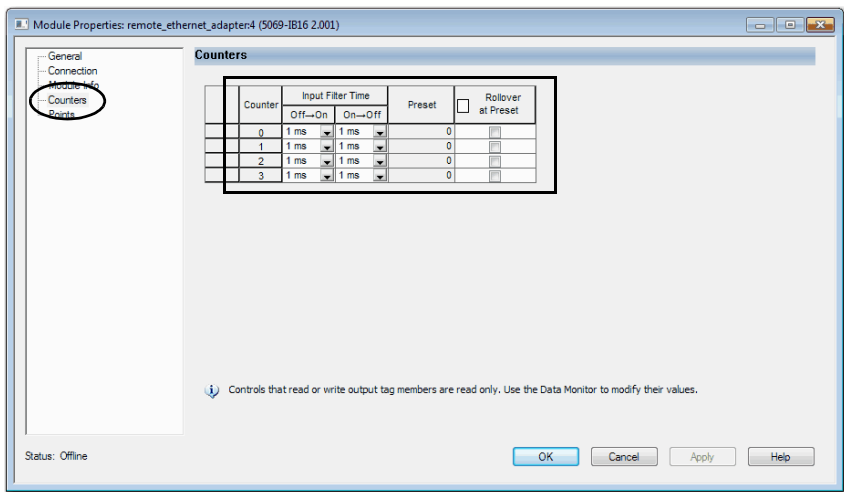 Module Properties: remote_ethernet_adapter:4 (5069-IB16 2.001)
General
Connection
Module Info
Counters
Points
Counters
Counter
Input Filter Time
Off→On
On→Off
Preset
Rollover
at Preset
0 1 ms 1 ms 0
1 1 ms 1 ms 0
2 1 ms 1 ms 0
3 1 ms 1 ms 0
Controls that read or write output tag members are read only. Use the Data Monitor to modify their values.
Status: Offline
OK
Cancel
Apply
Help